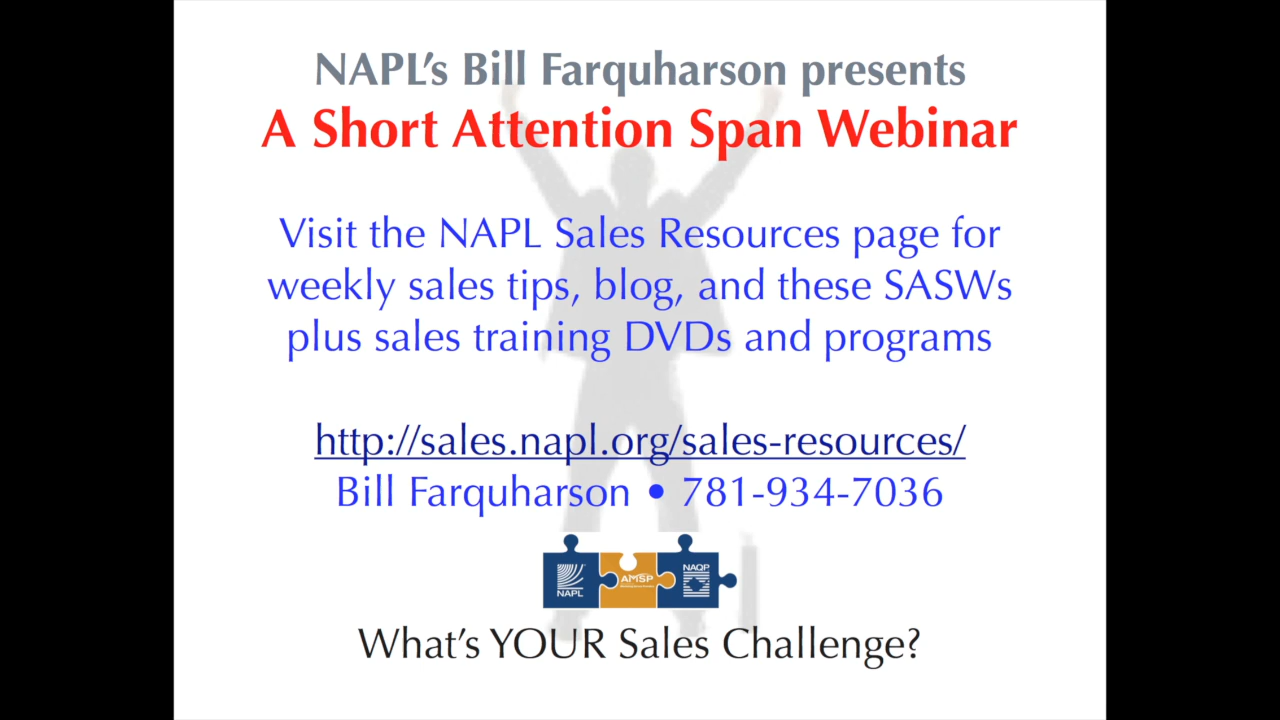 NAPL's Bill Farquharson presents
A Short Attention Span Webinar
Visit the NAPL Sales Resources page for
weekly sales tips, blog, and these SASWs
plus sales training DVDs and programs
http://sales.napl.org/sales-resources/
Bill Farquharson • 781-934-7036
NAPL
AMSP
NAQP
What's YOUR Sales Challenge?